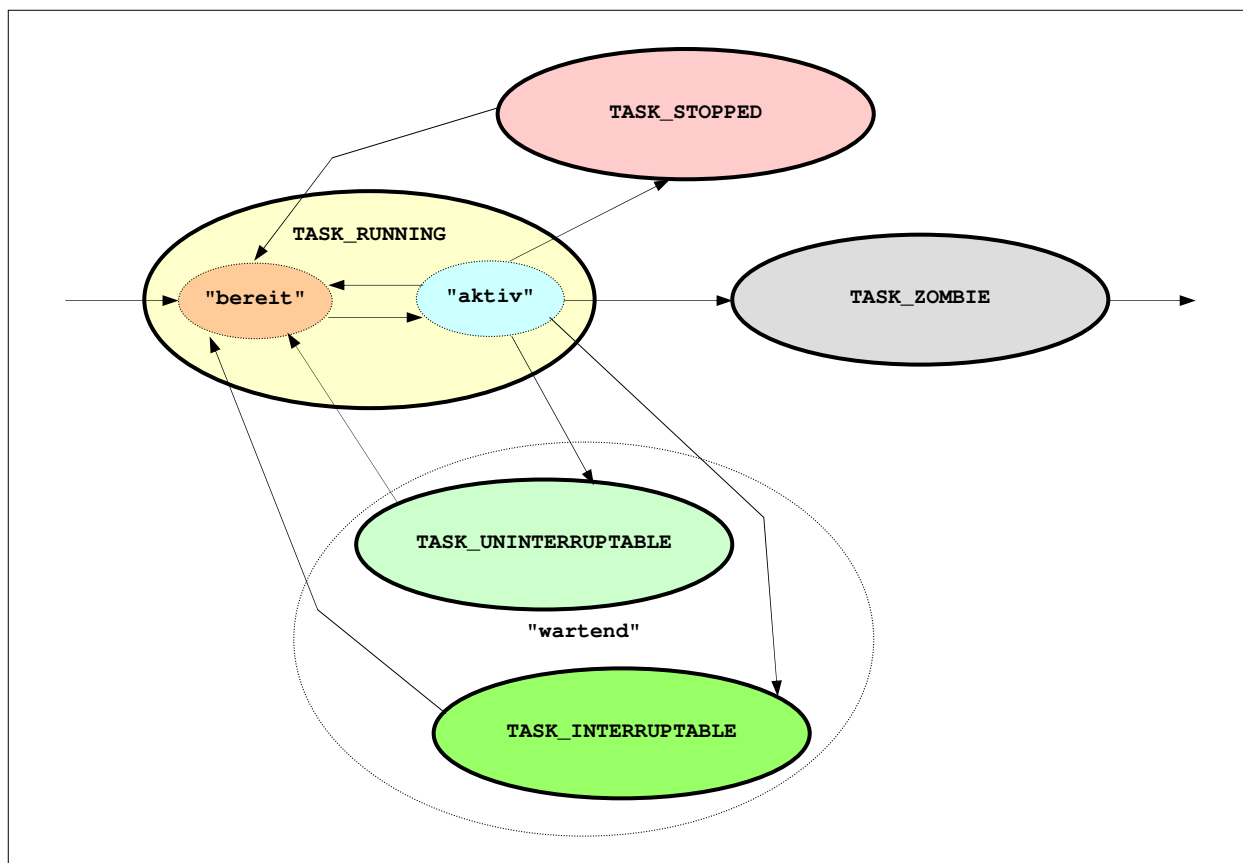 TASK_STOPPED
TASK_RUNNING
"bereit"
"aktiv"
TASK_ZOMBIE
TASK_UNINTERRUPTABLE
"wartend"
TASK_INTERRUPTABLE